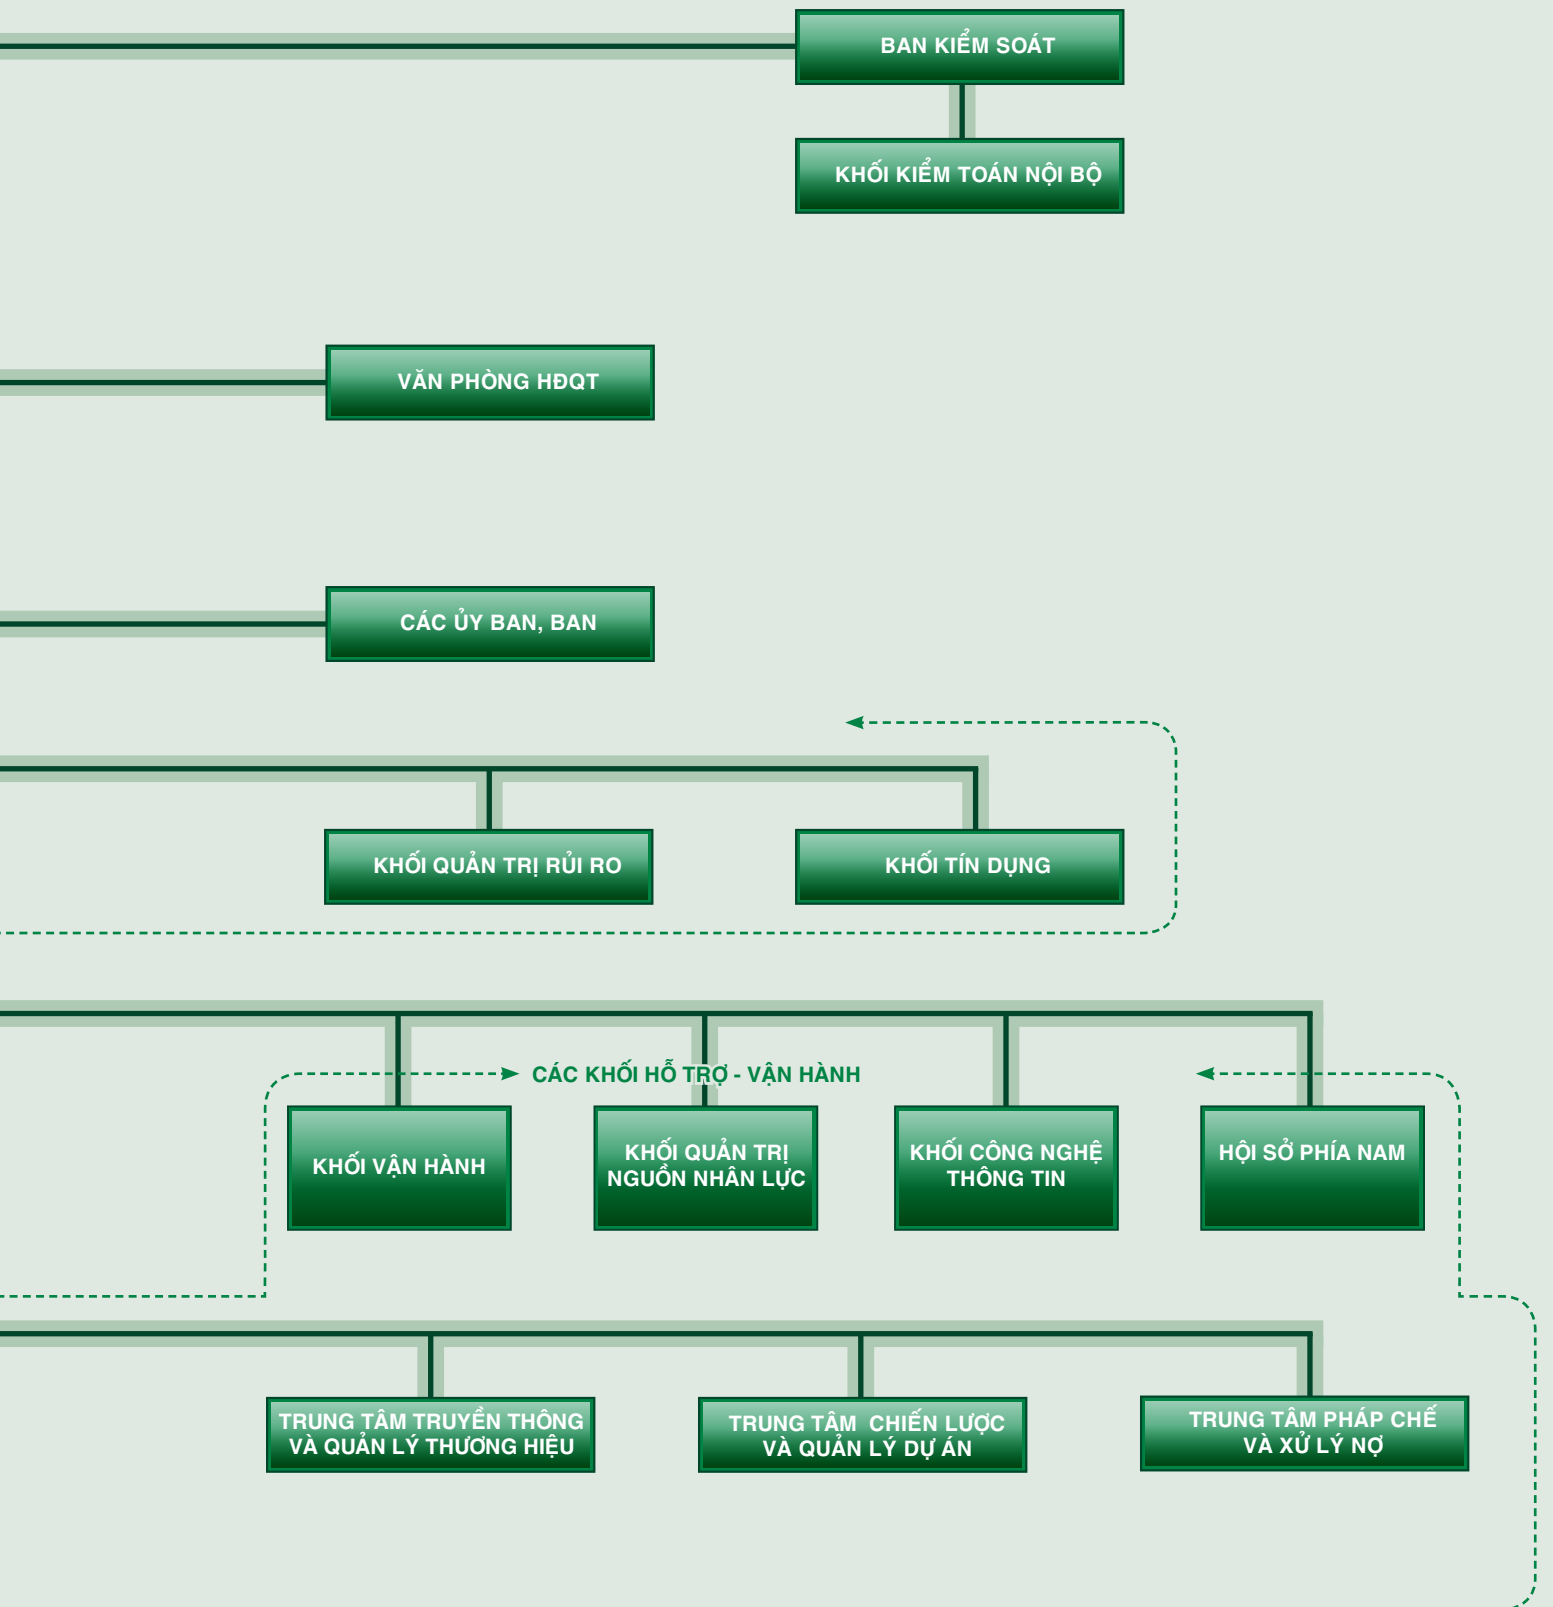 BAN KIỂM SOÁT
KHỐI KIỂM TOÁN NỘI BỘ
VĂN PHÒNG HĐQT
CÁC ỦY BAN, BAN
KHỐI QUẢN TRỊ RỦI RO
KHỐI TÍN DỤNG
CÁC KHỐI HỖ TRỢ - VẬN HÀNH
KHỐI VẬN HÀNH
KHỐI QUẢN TRỊ
NGUỒN NHÂN LỰC
KHỐI CÔNG NGHỆ
THÔNG TIN
HỘI SỞ PHÍA NAM
TRUNG TÂM TRUYỀN THÔNG
VÀ QUẢN LÝ THƯƠNG HIỆU
TRUNG TÂM CHIẾN LƯỢC
VÀ QUẢN LÝ DỰ ÁN
TRUNG TÂM PHÁP CHẾ
VÀ XỬ LÝ NỢ